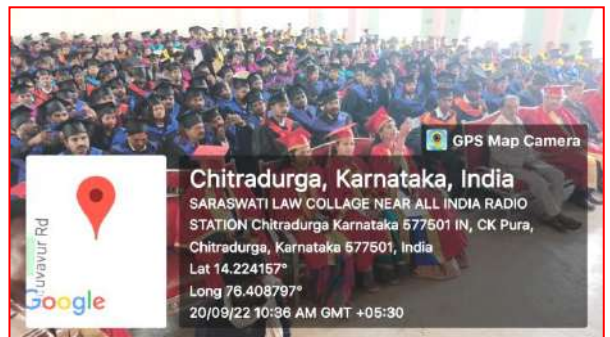 GPS Map Camera
Chitradurga, Karnataka, India
SARASWATI LAW COLLAGE NEAR ALL INDIA RADIO
STATION Chitradurga Karnataka 577501 IN, CK Pura,
Chitradurga, Karnataka 577501, India
Lat 14.224157°
Long 76.408797°
20/09/22 10:36 AM GMT +05:30
uvavur Rd
Google